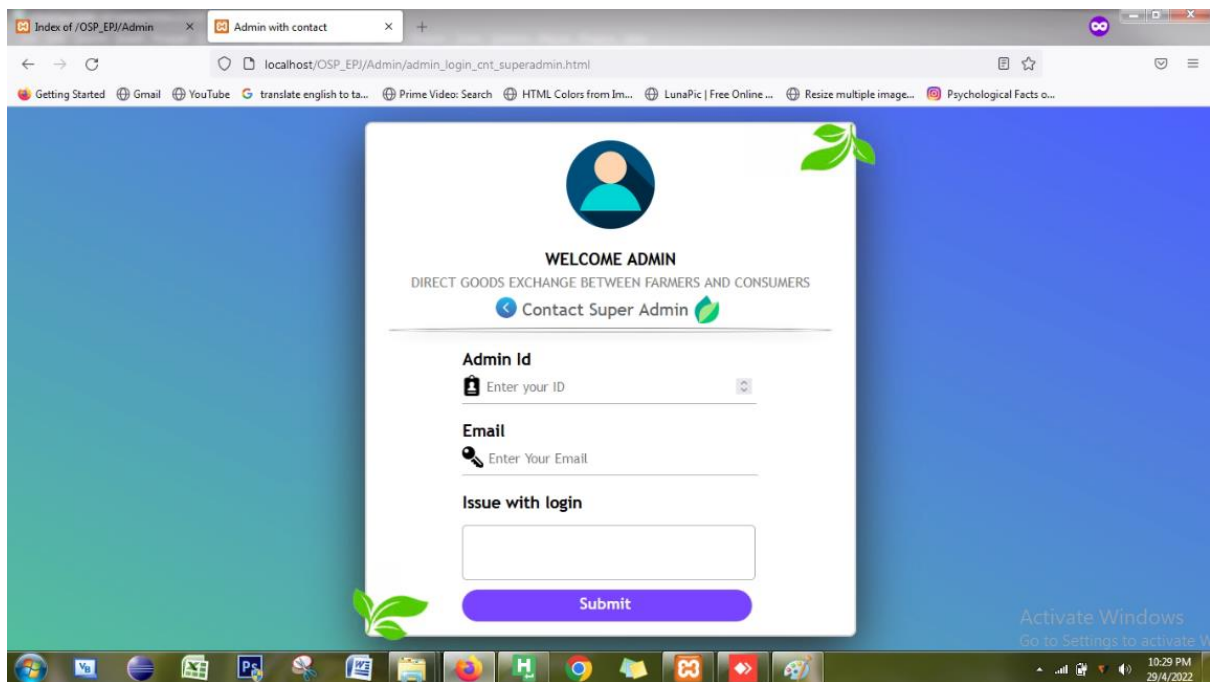 Index of /OSP_EPJ/Admin
Admin with contact
localhost/OSP_EPJ/Admin/admin_login_cnt_superadmin.html
Getting Started Gmail YouTube translate english to ta... Prime Video: Search HTML Colors from Im... LunaPic | Free Online ... Resize multiple image... Psychological Facts o...
WELCOME ADMIN
DIRECT GOODS EXCHANGE BETWEEN FARMERS AND CONSUMERS
Contact Super Admin
Admin Id
Enter your ID
Email
Enter Your Email
Issue with login
Submit
Activate Windows
Go to Settings to activate W
VB
Ps
W
H
10:29 PM
29/4/2022